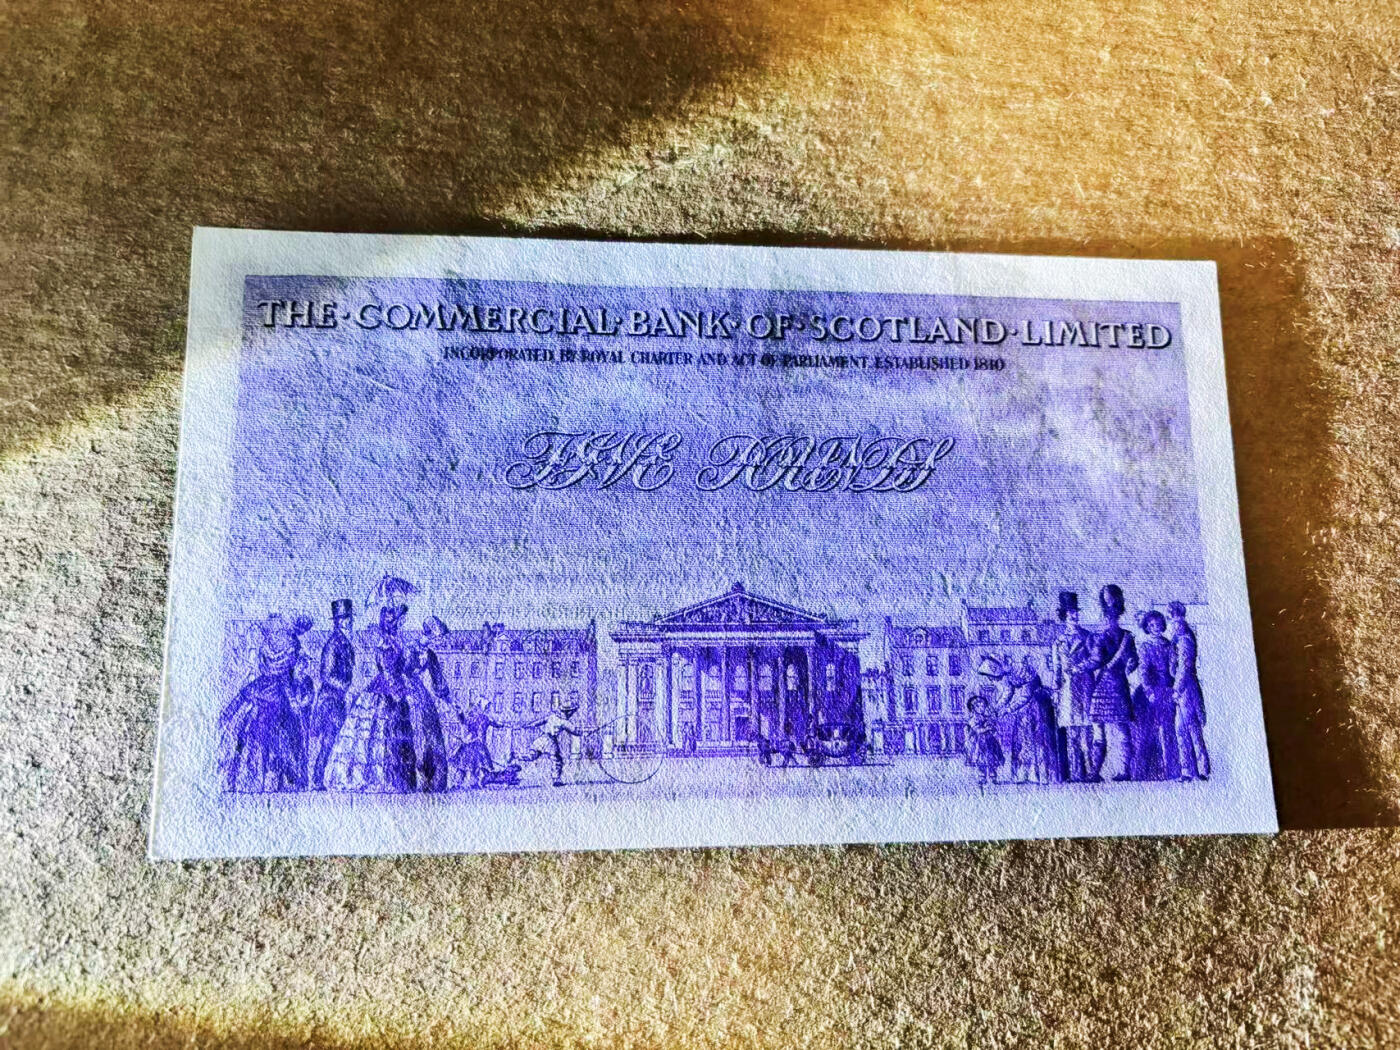 THE·COMMERCIAL·BANK·OF·SCOTLAND·LIMITED
INCORPORATED BY ROYAL CHARTER AND ACT OF PARLIAMENT. ESTABLISHED 1810
FIVE POUNDS